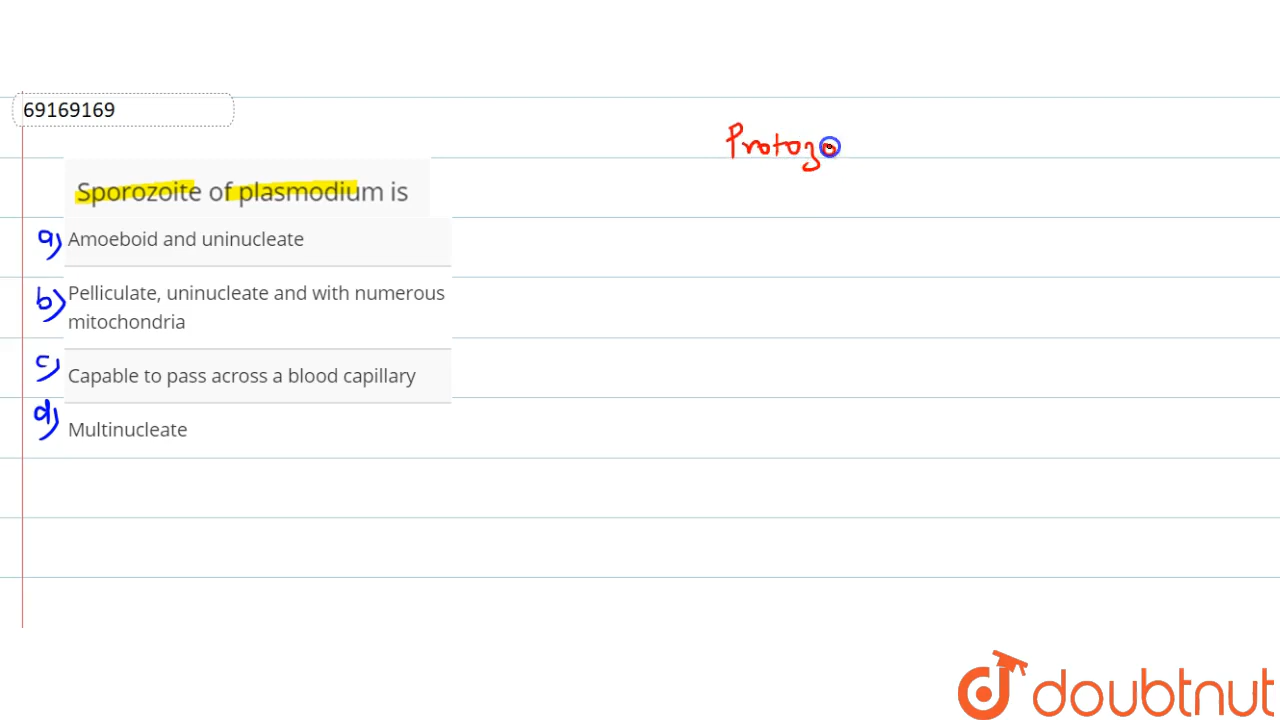 69169169
Protozo
Sporozoite of plasmodium is
a) Amoeboid and uninucleate
b) Pelliculate, uninucleate and with numerous
mitochondria
c) Capable to pass across a blood capillary
d) Multinucleate
doubtnut